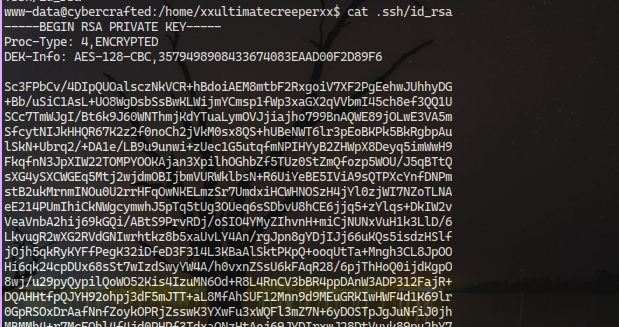 www-data@cybercrafted:/home/xxultimatecreeperxx$ cat .ssh/id_rsa
-----BEGIN RSA PRIVATE KEY-----
Proc-Type: 4,ENCRYPTED
DEK-Info: AES-128-CBC,3579498908433674083EAAD00F2D89F6

Sc3FPbCv/4DIpQUOalsczNkVCR+hBdoiAEM8mtbF2RxgoiV7XF2PgEehwJUhhyDG
+Bb/uSiC1AsL+UO8WgDsbSsBwKLWijmYCmsp1fWp3xaGX2qVVbmI45ch8ef3QQ1U
SCc7TmWJgI/Bt6k9J60WNThmjKdYTuaLymOVJjiajho799BnAQWE89jOLwE3VA5m
SfcytNIJkHHQR67K2z2f0noCh2jVkM0sx8QS+hUBeNWT6lr3pEoBKPk5BkRgbpAu
lSkN+Ubrq2/+DA1e/LB9u9unwi+zUec1G5utqfmNPIHYyB2ZHWpX8Deyq5imWwH9
FkqfnN3JpXIW22TOMPYOOKAjan3XpilhOGhbZf5TUz0StZmQfozp5WOU/J5qBTtQ
sXG4ySXCWGEq5Mtj2wjdmOBIjbmVURWklbsN+R6UiYeBE5IViA9sQTPXcYnfDNPm
stB2ukMrnmINOu0U2rrHFqOwNKELmzSr7UmdxiHCWHNOSzH4jYl0zjWI7NZoTLNA
eE214PUmIhiCkNWgcymwhJ5pTq5tUg3OUeq6sSDbvU8hCE6jjq5+zYlqs+DkIW2v
VeaVnbA2hij69kGQi/ABtS9PrvRDj/oSIO4YMyZIhvnH+miCjNUNxVuH1k3LlD/6
LkvugR2wXG2RVdGNIwrhtkz8b5xaUvLY4An/rgJpn8gYDjIJj66uKQs5isdzHSlf
jOjh5qkRyKYFfPegK32iDFeD3F314L3KBaAlSktPKpQ+ooqUtTa+Mngh3CL8JpOO
Hi6qk24cpDUx68sSt7wIzdSwyYW4A/h0vxnZSsU6kFAqR28/6pjThHoQ0ijdKgpO
8wj/u29pyQypilQoWO52Kis4IzuMN6Od+R8L4RnCV3bBR4ppDAnW3ADP312FajR+
DQAHHtfpQJYH92ohpj3dF5mJTT+aL8MfAhSUF12Mnn9d9MEuGRKIwHWF4d1K69lr
0GpRSOxDrAafNnfZoykOPRjZsswK3YXwFu3xWQFl3mZ7N+6yDOSTpJgJuNfiJ0jh